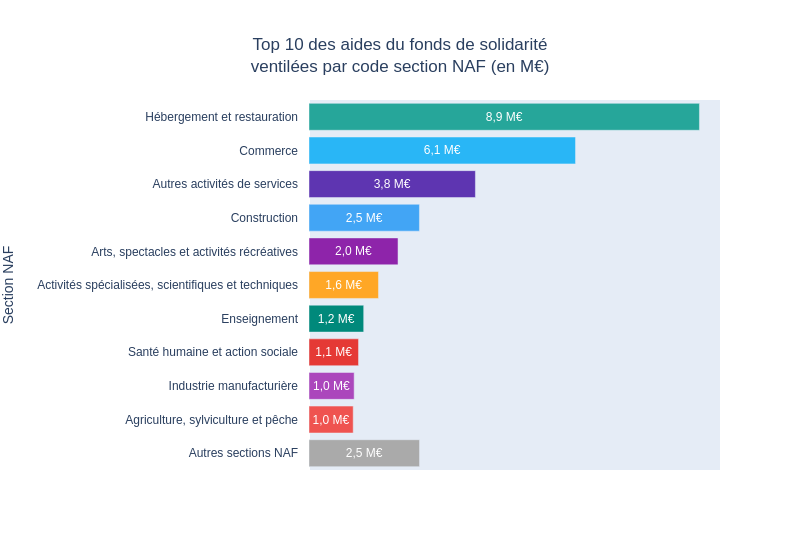 Top 10 des aides du fonds de solidarité
ventilées par code section NAF (en M€)
Section NAF
Hébergement et restauration 8,9 M€
Commerce 6,1 M€
Autres activités de services 3,8 M€
Construction 2,5 M€
Arts, spectacles et activités récréatives 2,0 M€
Activités spécialisées, scientifiques et techniques 1,6 M€
Enseignement 1,2 M€
Santé humaine et action sociale 1,1 M€
Industrie manufacturière 1,0 M€
Agriculture, sylviculture et pêche 1,0 M€
Autres sections NAF 2,5 M€